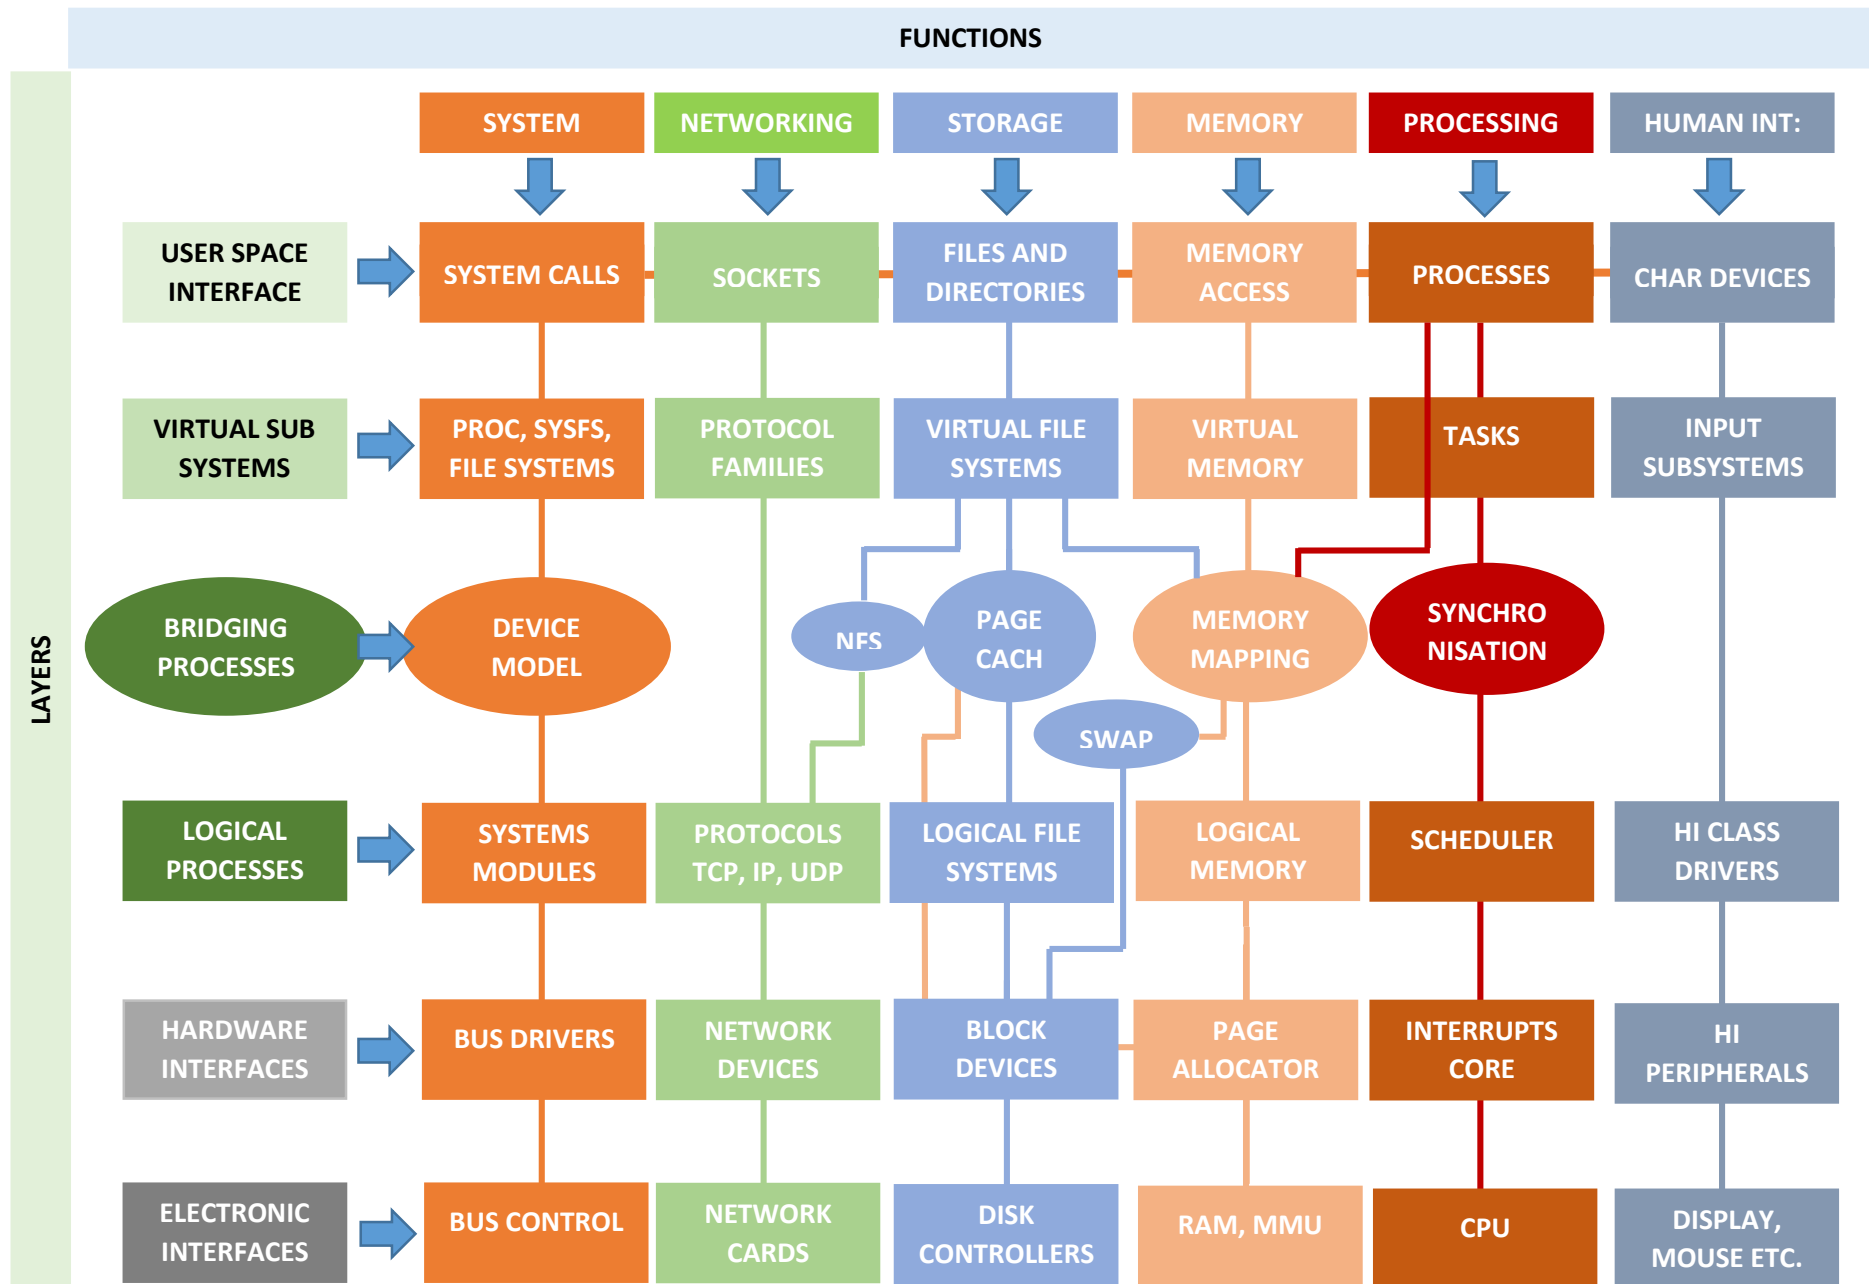 FUNCTIONS
LAYERS
SYSTEM
NETWORKING
STORAGE
MEMORY
PROCESSING
HUMAN INT:
USER SPACE
INTERFACE
SYSTEM CALLS
SOCKETS
FILES AND
DIRECTORIES
MEMORY
ACCESS
PROCESSES
CHAR DEVICES
VIRTUAL SUB
SYSTEMS
PROC, SYSFS,
FILE SYSTEMS
PROTOCOL
FAMILIES
VIRTUAL FILE
SYSTEMS
VIRTUAL
MEMORY
TASKS
INPUT
SUBSYSTEMS
BRIDGING
PROCESSES
DEVICE
MODEL
NFS
PAGE
CACH
MEMORY
MAPPING
SYNCHRO
NISATION
SWAP
LOGICAL
PROCESSES
SYSTEMS
MODULES
PROTOCOLS
TCP, IP, UDP
LOGICAL FILE
SYSTEMS
LOGICAL
MEMORY
SCHEDULER
HI CLASS
DRIVERS
HARDWARE
INTERFACES
BUS DRIVERS
NETWORK
DEVICES
BLOCK
DEVICES
PAGE
ALLOCATOR
INTERRUPTS
CORE
HI
PERIPHERALS
ELECTRONIC
INTERFACES
BUS CONTROL
NETWORK
CARDS
DISK
CONTROLLERS
RAM, MMU
CPU
DISPLAY,
MOUSE ETC.